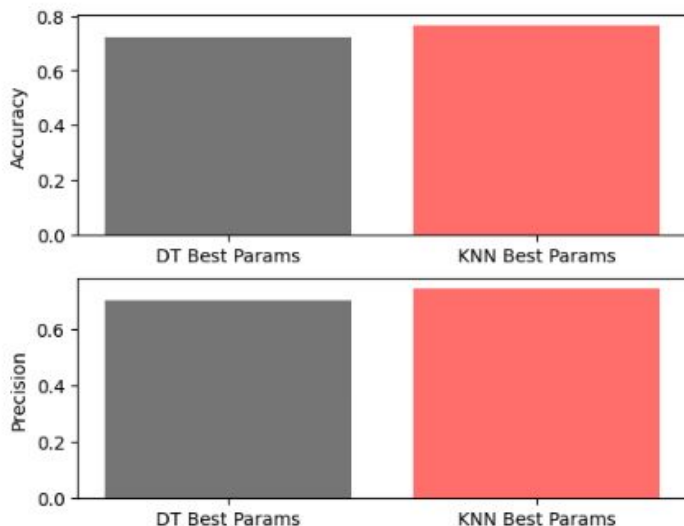 0.8
0.6
0.4
0.2
0.0
Accuracy
DT Best Params
KNN Best Params
0.6
0.4
0.2
0.0
Precision
DT Best Params
KNN Best Params